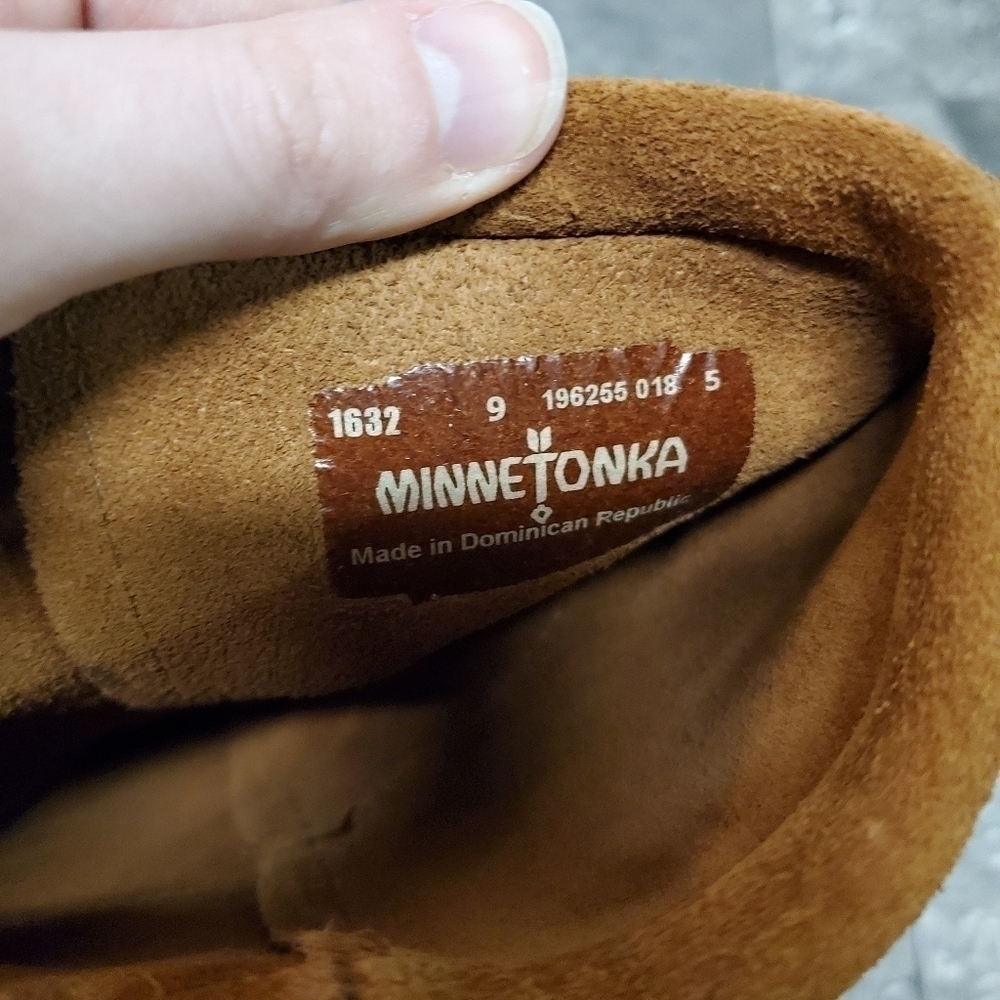 1632 9 196255 018 5
MINNETONKA
Made in Dominican Republic